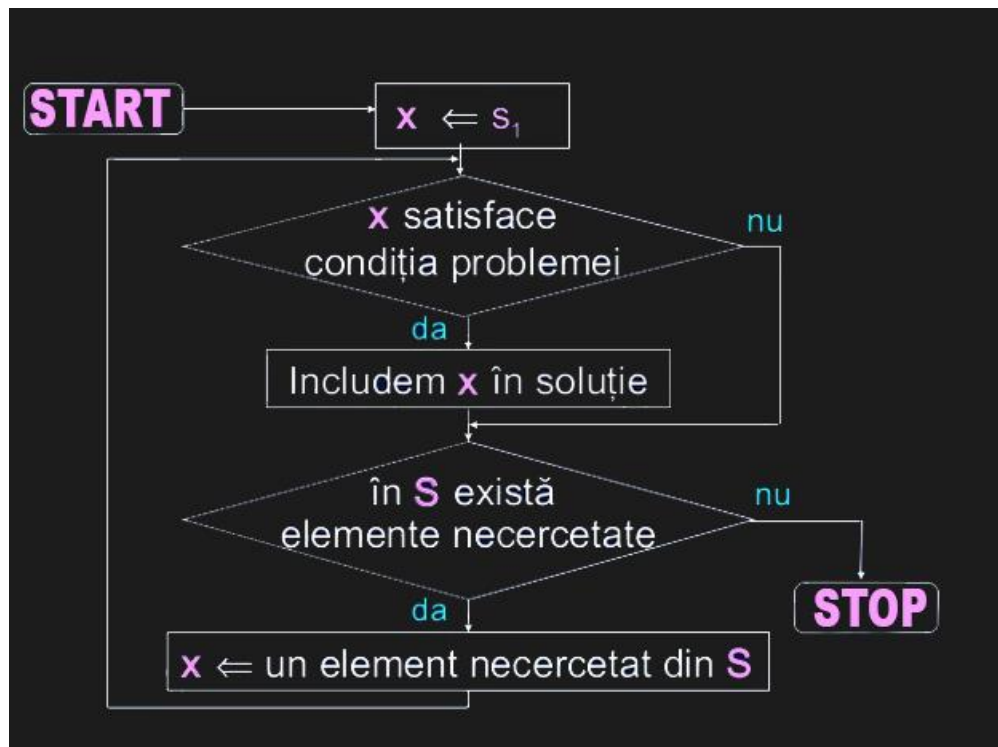 START
x ⇐ s₁
x satisface
condiția problemei
nu
da
Includem x în soluție
în S există
elemente necercetate
nu
da
STOP
x ⇐ un element necercetat din S